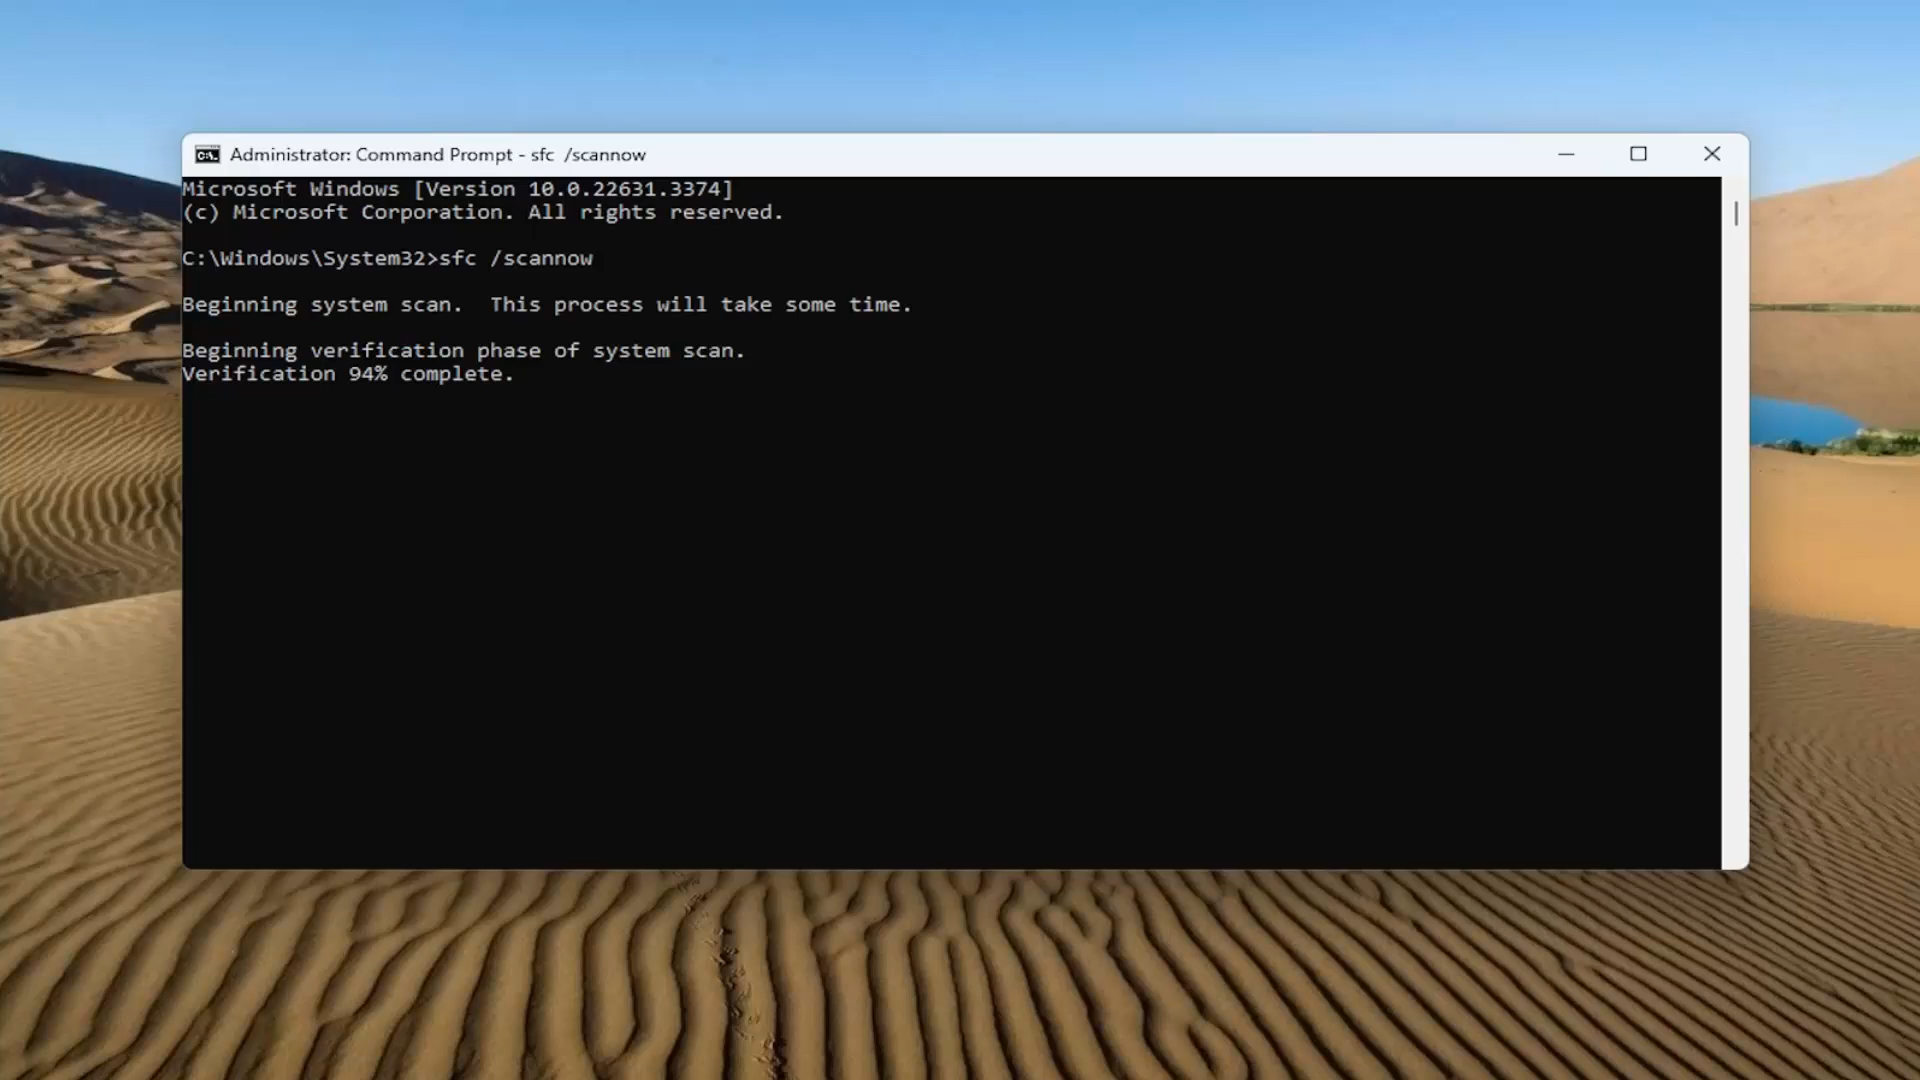 Administrator: Command Prompt - sfc  /scannow
Microsoft Windows [Version 10.0.22631.3374]
(c) Microsoft Corporation. All rights reserved.
C:\Windows\System32>sfc /scannow
Beginning system scan.  This process will take some time.
Beginning verification phase of system scan.
Verification 94% complete.